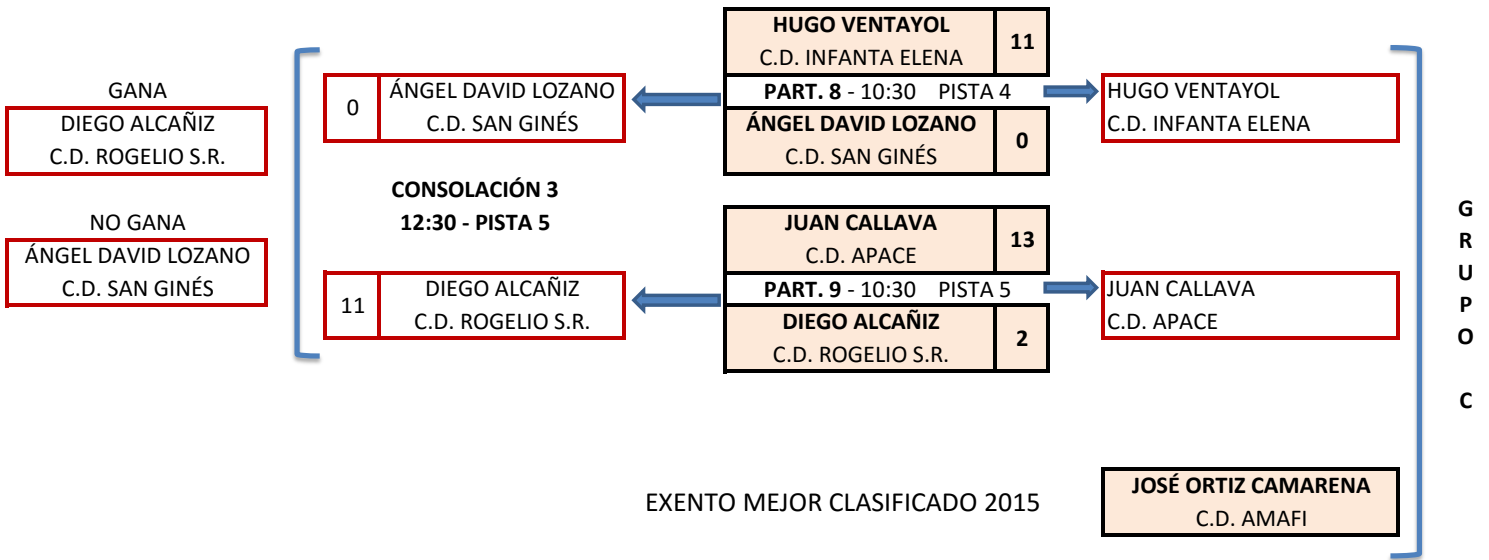 GANA
DIEGO ALCAÑIZ
C.D. ROGELIO S.R.
NO GANA
ÁNGEL DAVID LOZANO
C.D. SAN GINÉS
0
ÁNGEL DAVID LOZANO
C.D. SAN GINÉS
CONSOLACIÓN 3
12:30 - PISTA 5
11
DIEGO ALCAÑIZ
C.D. ROGELIO S.R.
HUGO VENTAYOL
C.D. INFANTA ELENA
11
PART. 8 - 10:30 PISTA 4
ÁNGEL DAVID LOZANO
C.D. SAN GINÉS
0
JUAN CALLAVA
C.D. APACE
13
PART. 9 - 10:30 PISTA 5
DIEGO ALCAÑIZ
C.D. ROGELIO S.R.
2
EXENTO MEJOR CLASIFICADO 2015
HUGO VENTAYOL
C.D. INFANTA ELENA
JUAN CALLAVA
C.D. APACE
JOSÉ ORTIZ CAMARENA
C.D. AMAFI
G
R
U
P
O
C